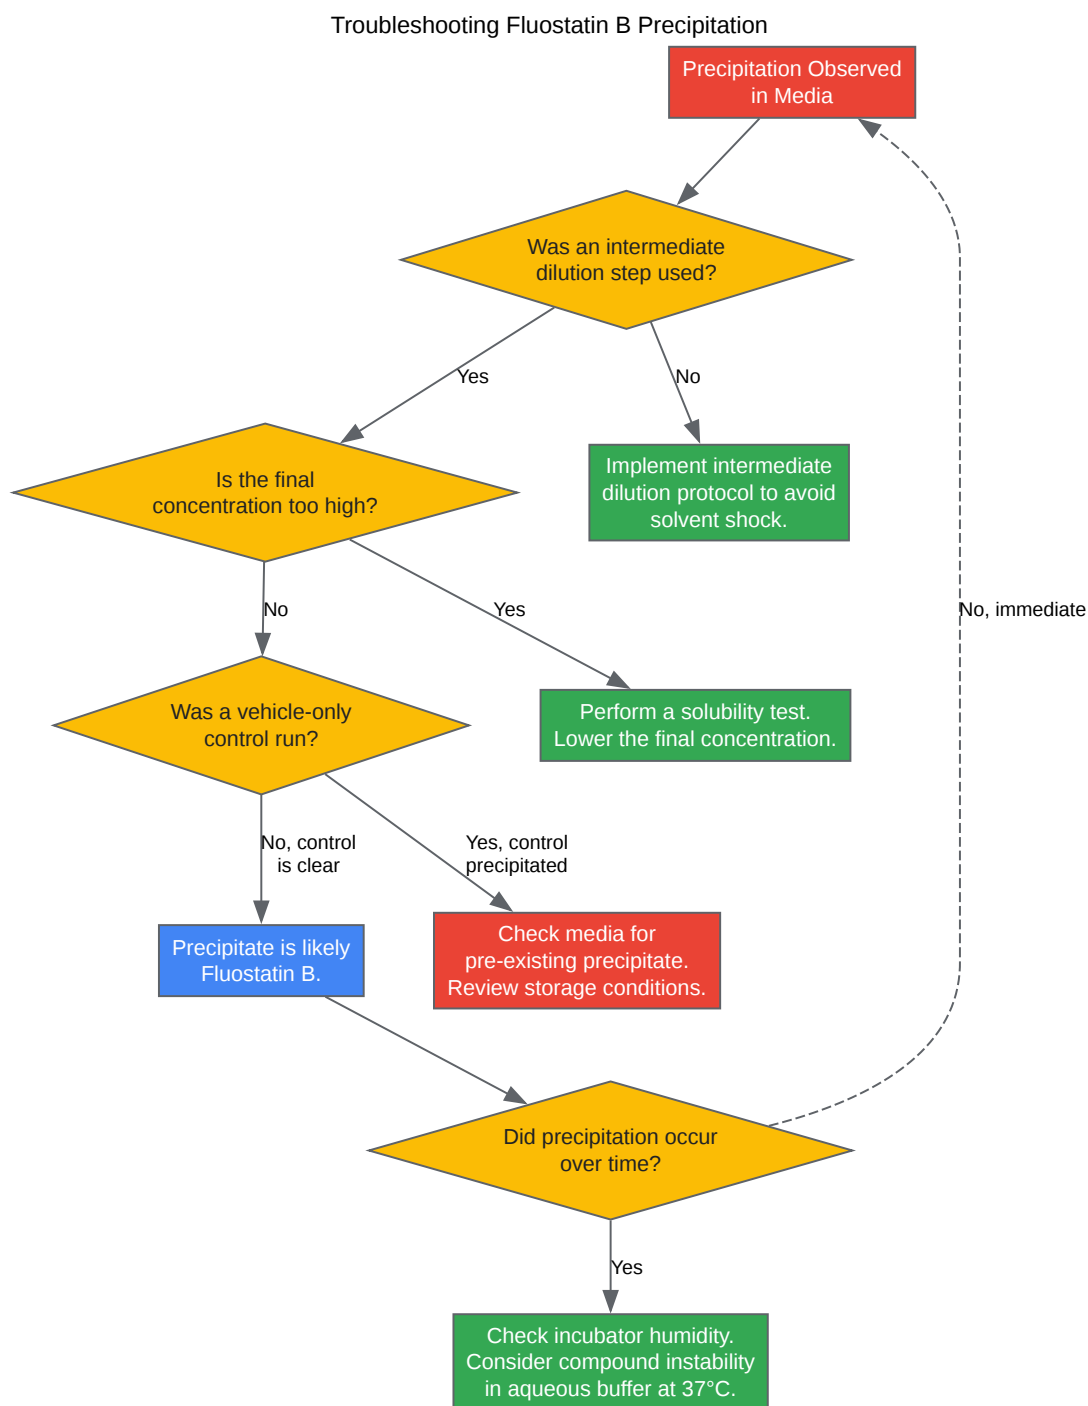 Troubleshooting Fluostatin B Precipitation
Precipitation Observed
in Media
Was an intermediate
dilution step used?
Yes
No
Is the final
concentration too high?
Implement intermediate
dilution protocol to avoid
solvent shock.
No
Yes
No, immediate
Was a vehicle-only
control run?
Perform a solubility test.
Lower the final concentration.
No, control
is clear
Yes, control
precipitated
Precipitate is likely
Fluostatin B.
Check media for
pre-existing precipitate.
Review storage conditions.
Did precipitation occur
over time?
Yes
Check incubator humidity.
Consider compound instability
in aqueous buffer at 37°C.